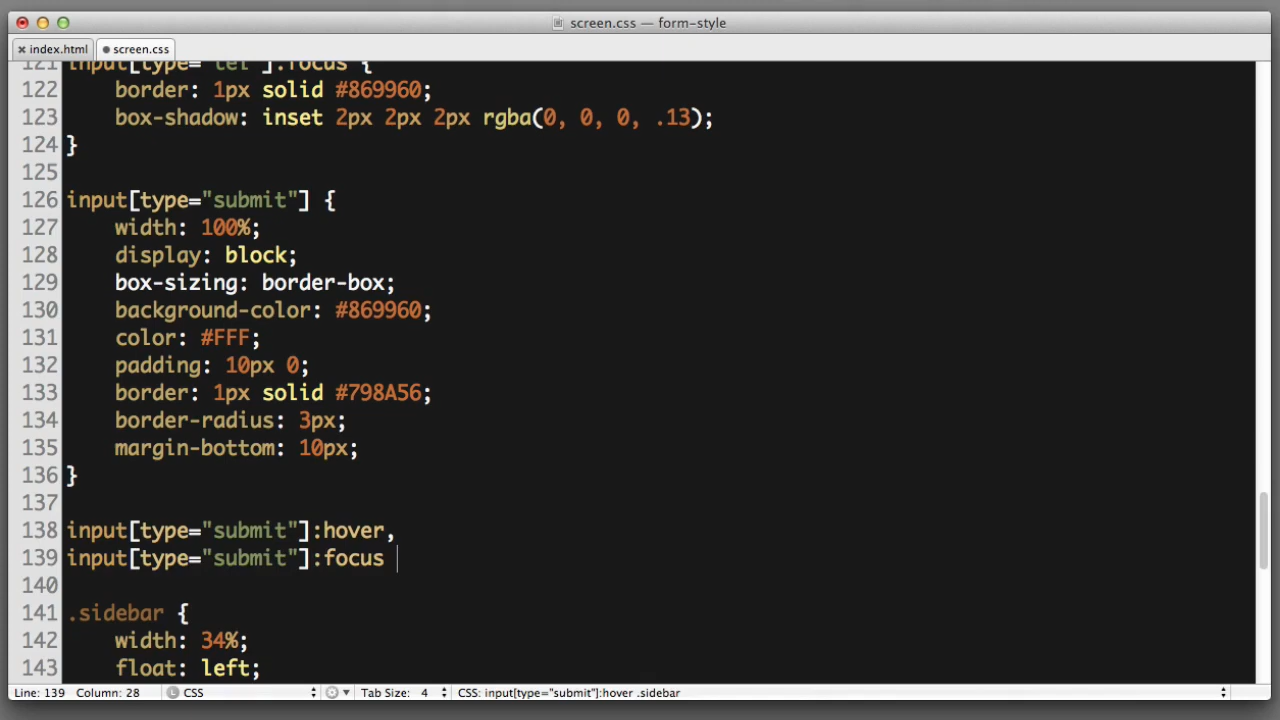 screen.css — form-style
index.html
screen.css
121 input[type="tel"]:focus {
122 border: 1px solid #869960;
123 box-shadow: inset 2px 2px 2px rgba(0, 0, 0, .13);
124 }
125
126 input[type="submit"] {
127 width: 100%;
128 display: block;
129 box-sizing: border-box;
130 background-color: #869960;
131 color: #FFF;
132 padding: 10px 0;
133 border: 1px solid #798A56;
134 border-radius: 3px;
135 margin-bottom: 10px;
136 }
137
138 input[type="submit"]:hover,
139 input[type="submit"]:focus
140
141 .sidebar {
142 width: 34%;
143 float: left;
Line: 139 Column: 28 L CSS Tab Size: 4 CSS: input[type="submit"]:hover .sidebar